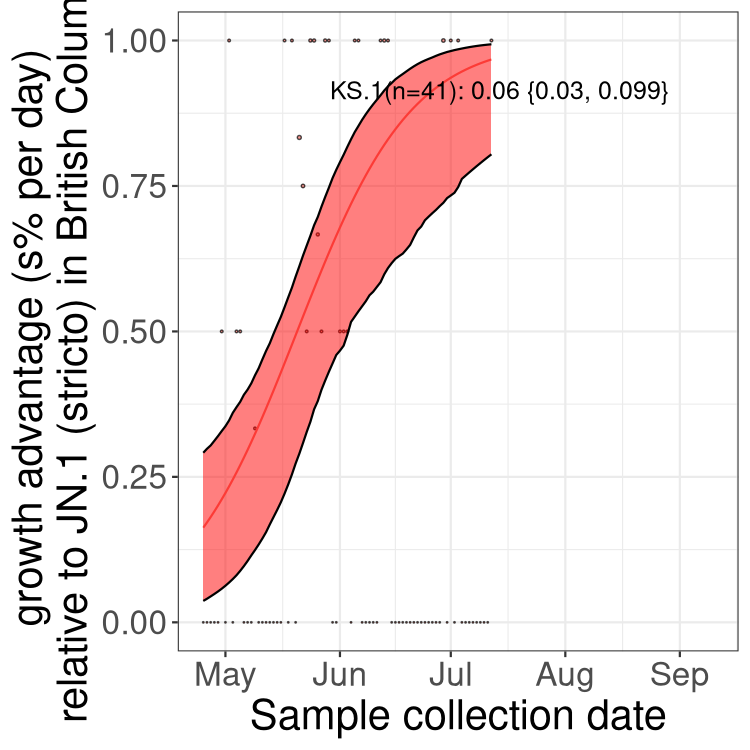 growth advantage (s% per day)
relative to JN.1 (stricto) in British Colum
1.00
0.75
0.50
0.25
0.00
KS.1(n=41): 0.06 {0.03, 0.099}
May Jun Jul Aug Sep
Sample collection date